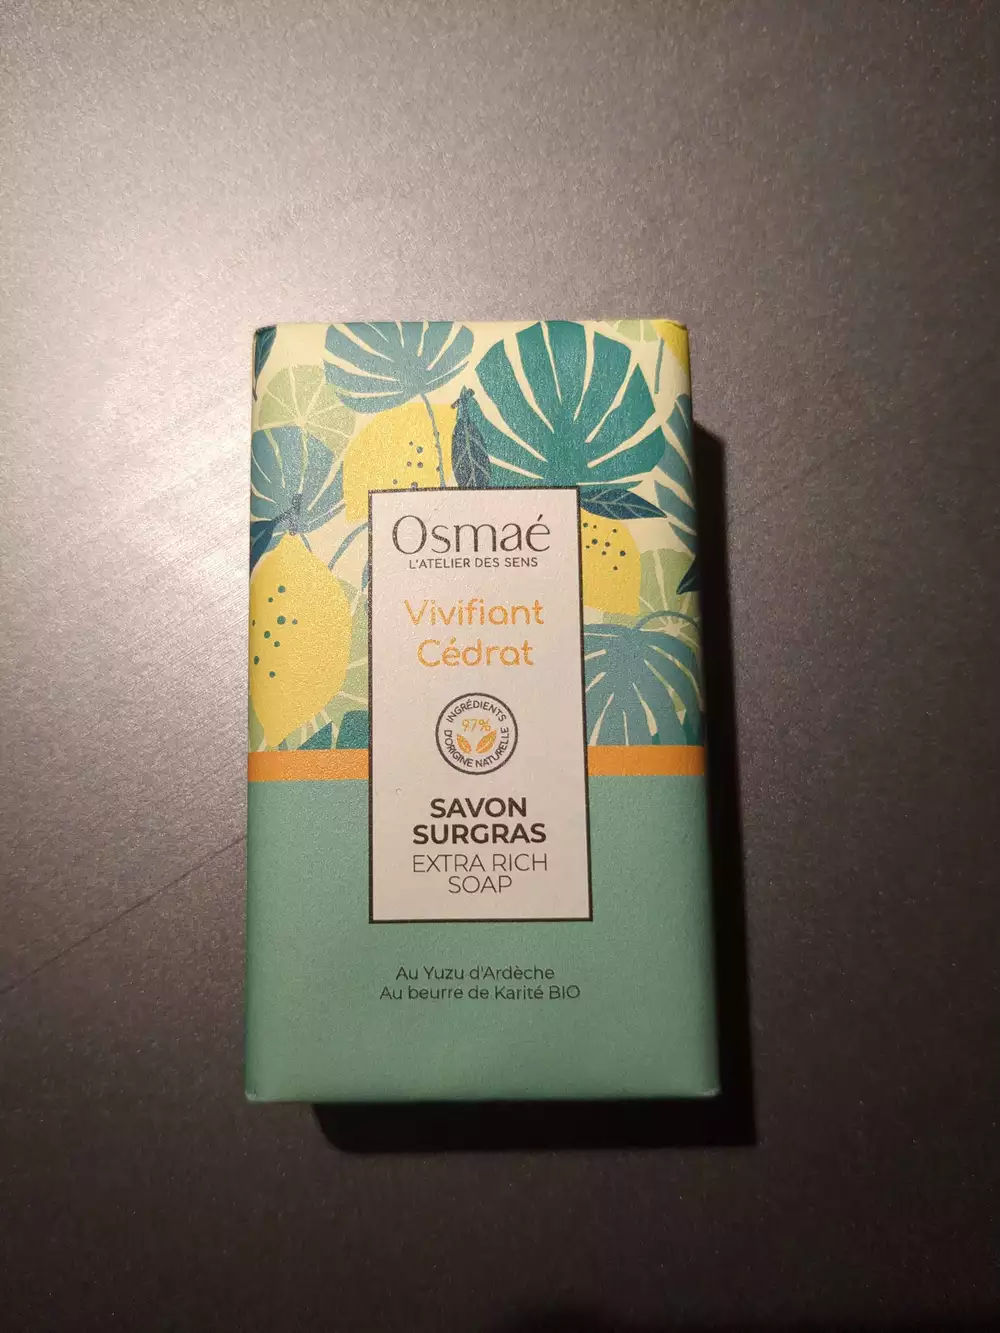 Osmaé
L'ATELIER DES SENS
Vivifiant
Cédrat
INGRÉDIENTS
97%
D'ORIGINE NATURELLE
SAVON
SURGRAS
EXTRA RICH
SOAP
Au Yuzu d'Ardèche
Au beurre de Karité BIO